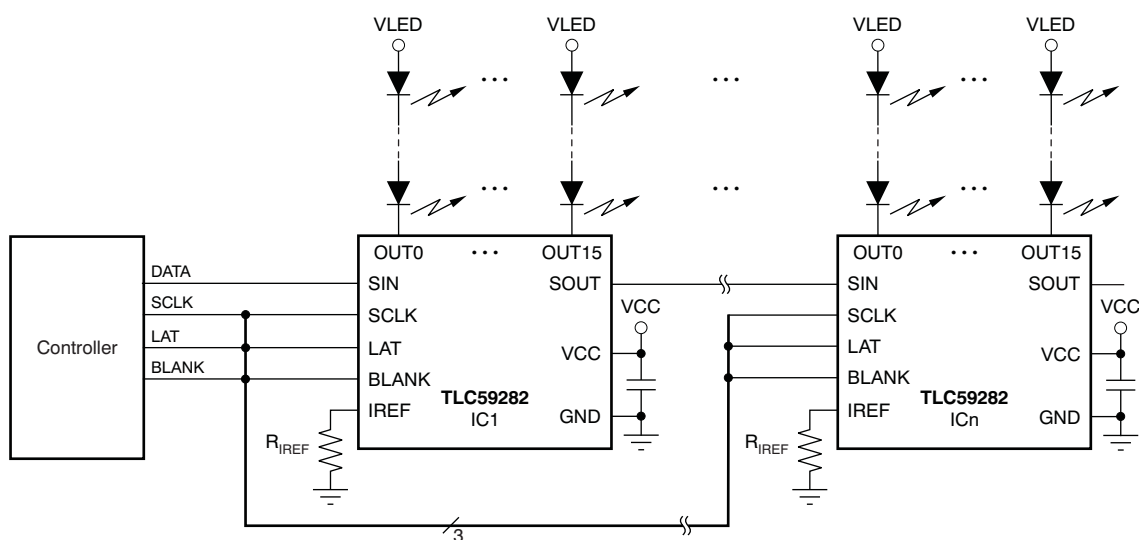 VLED VLED VLED VLED
••• ••• •••
••• ••• •••
OUT0 ••• OUT15 OUT0 ••• OUT15
Controller
DATA
SCLK
LAT
BLANK
SIN
SCLK
LAT
BLANK
IREF
SOUT
VCC
GND
TLC59282
IC1
VCC
RIREF
SIN
SCLK
LAT
BLANK
IREF
SOUT
VCC
GND
TLC59282
ICn
VCC
RIREF
3